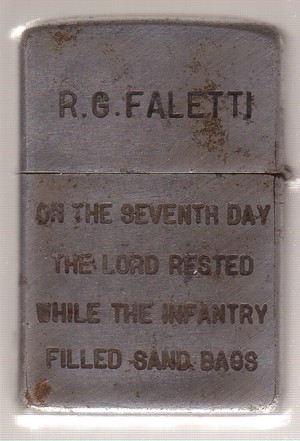 R.G. FALETTI
ON THE SEVENTH DAY
THE LORD RESTED
WHILE THE INFANTRY
FILLED SAND BAGS